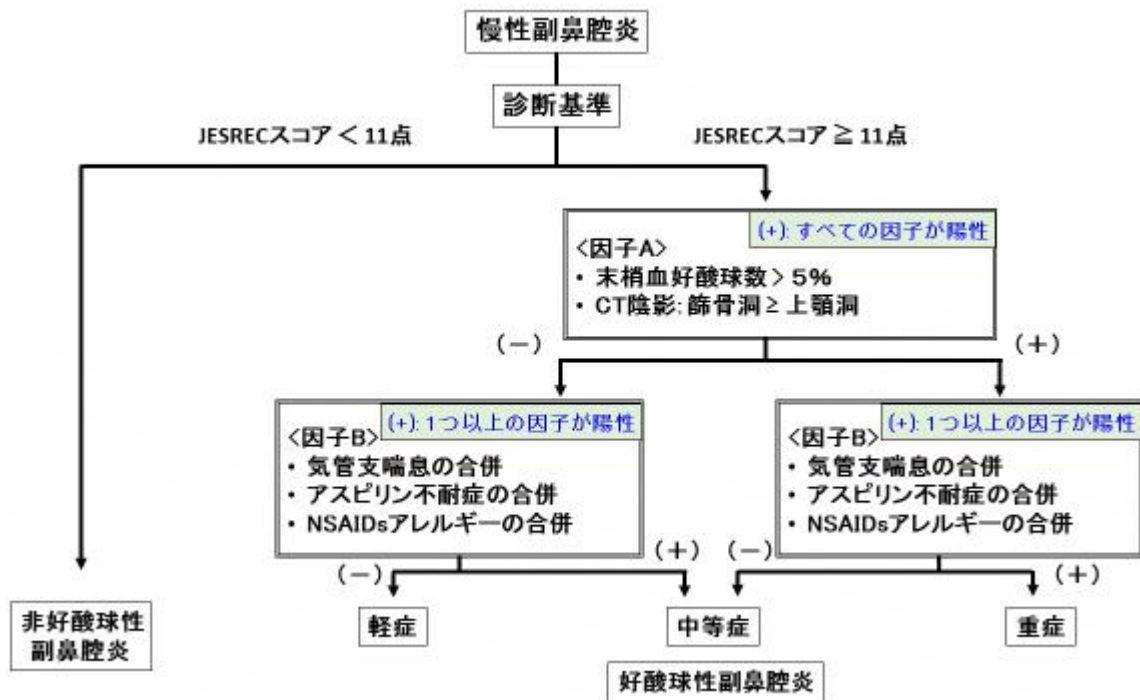 慢性副鼻腔炎
診断基準
JESRECスコア < 11点
JESRECスコア ≧ 11点
(+): すべての因子が陽性
<因子A>
• 末梢血好酸球数 > 5%
• CT陰影: 篩骨洞 ≥ 上顎洞
(−)
(+)
(+): 1つ以上の因子が陽性
<因子B>
• 気管支喘息の合併
• アスピリン不耐症の合併
• NSAIDsアレルギーの合併
(+): 1つ以上の因子が陽性
<因子B>
• 気管支喘息の合併
• アスピリン不耐症の合併
• NSAIDsアレルギーの合併
(−)
(+)
(−)
(+)
非好酸球性
副鼻腔炎
軽症
中等症
重症
好酸球性副鼻腔炎